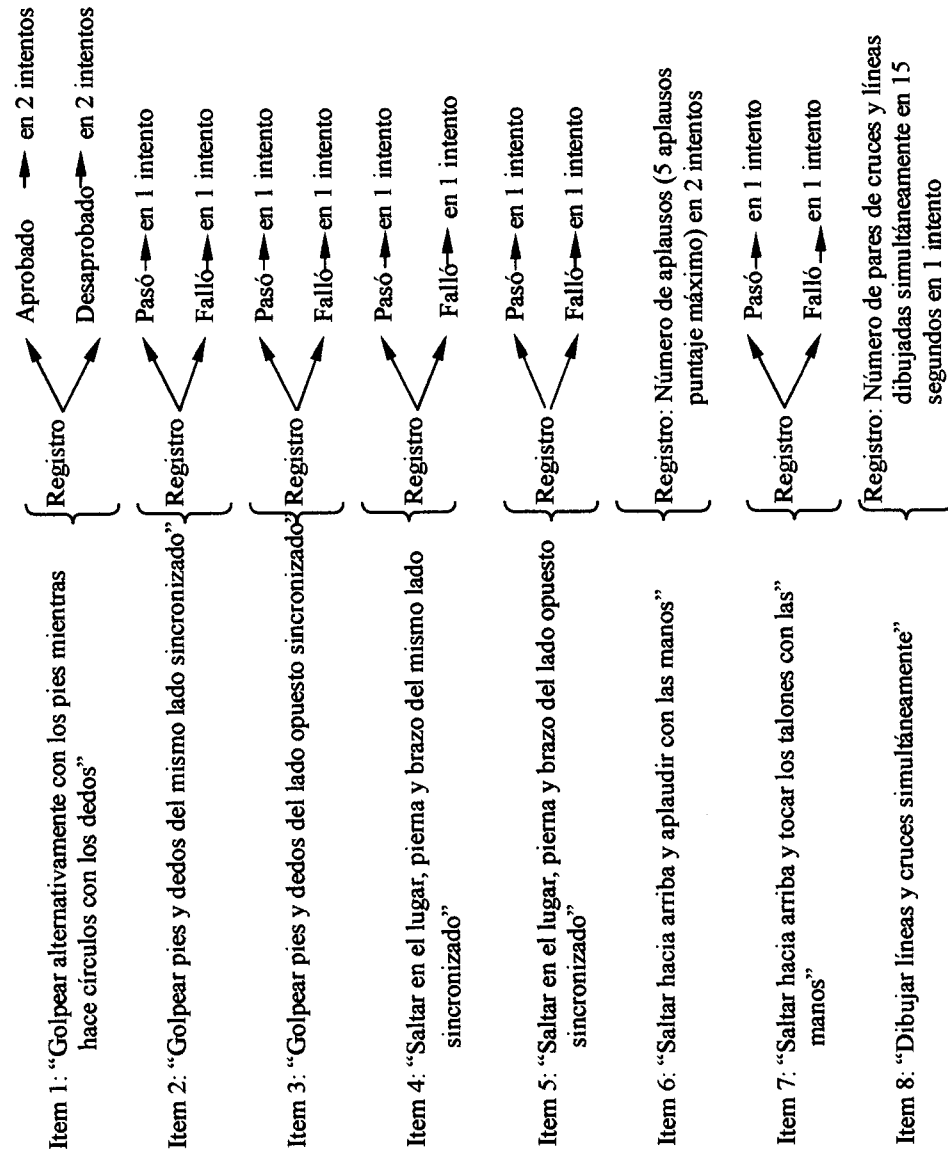 Item 1: “Golpear alternativamente con los pies mientras
hace círculos con los dedos”
Registro
Aprobado → en 2 intentos
Desaprobado → en 2 intentos
Item 2: “Golpear pies y dedos del mismo lado sincronizado”
Registro
Pasó → en 1 intento
Falló → en 1 intento
Item 3: “Golpear pies y dedos del lado opuesto sincronizado”
Registro
Pasó → en 1 intento
Falló → en 1 intento
Item 4: “Saltar en el lugar, pierna y brazo del mismo lado
sincronizado”
Registro
Pasó → en 1 intento
Falló → en 1 intento
Item 5: “Saltar en el lugar, pierna y brazo del lado opuesto
sincronizado”
Registro
Pasó → en 1 intento
Falló → en 1 intento
Item 6: “Saltar hacia arriba y aplaudir con las manos”
Registro: Número de aplausos (5 aplausos
puntaje máximo) en 2 intentos
Item 7: “Saltar hacia arriba y tocar los talones con las”
manos”
Registro
Pasó → en 1 intento
Falló → en 1 intento
Item 8: “Dibujar líneas y cruces simultáneamente”
Registro: Número de pares de cruces y líneas
dibujadas simultáneamente en 15
segundos en 1 intento